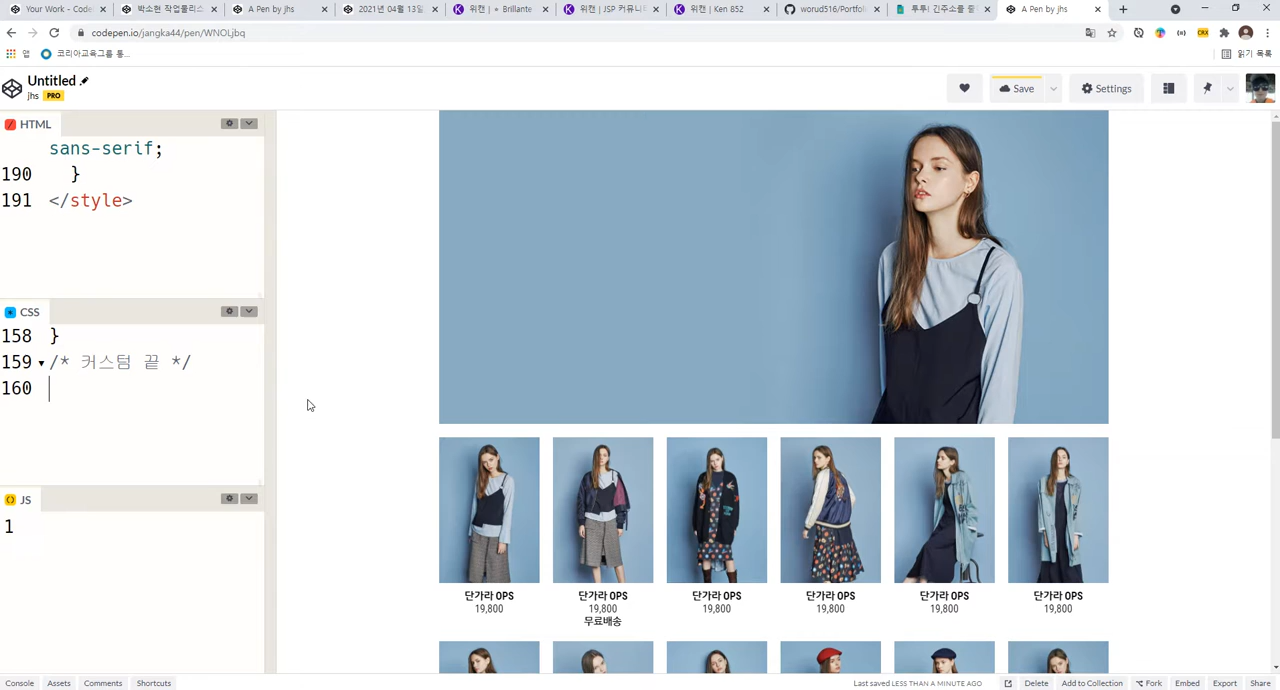 Your Work - Code
박소현 작업폴리스
A Pen by jhs
2021년 04월 13일
위캔 | Brillante
위캔 | JSP 커뮤니
위캔 | Ken 852
worud516/Portfol
투투! 긴주소를 줄
A Pen by jhs
codepen.io/jangka44/pen/WNOLjbq
앱 코리아교육그룹 통...
읽기 목록
Untitled
jhs PRO
Save
Settings
HTML
sans-serif;
190 }
191 </style>
CSS
158 }
159 /* 커스텀 끝 */
160
JS
1
단가라 OPS
19,800
단가라 OPS
19,800
무료배송
단가라 OPS
19,800
단가라 OPS
19,800
단가라 OPS
19,800
단가라 OPS
19,800
Console Assets Comments Shortcuts
Last saved LESS THAN A MINUTE AGO
Delete Add to Collection Fork Embed Export Share